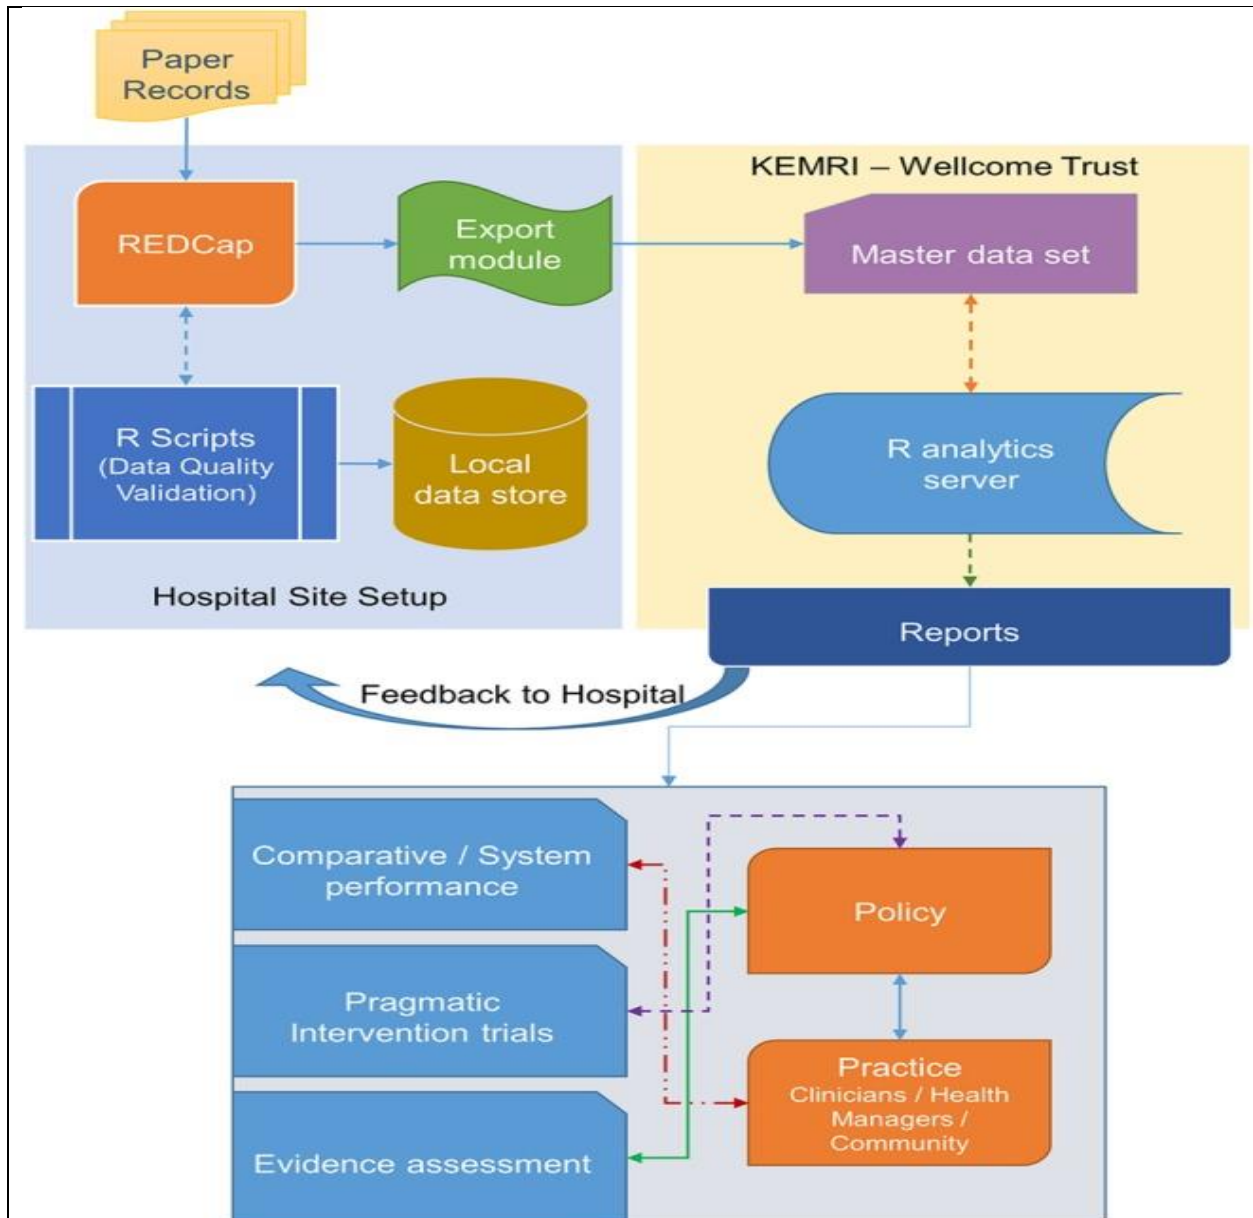 Paper
Records
KEMRI – Wellcome Trust
REDCap
Export
module
Master data set
R Scripts
(Data Quality
Validation)
Local
data store
R analytics
server
Hospital Site Setup
Reports
Feedback to Hospital
Comparative / System
performance
Policy
Pragmatic
Intervention trials
Practice
Clinicians / Health
Managers /
Community
Evidence assessment